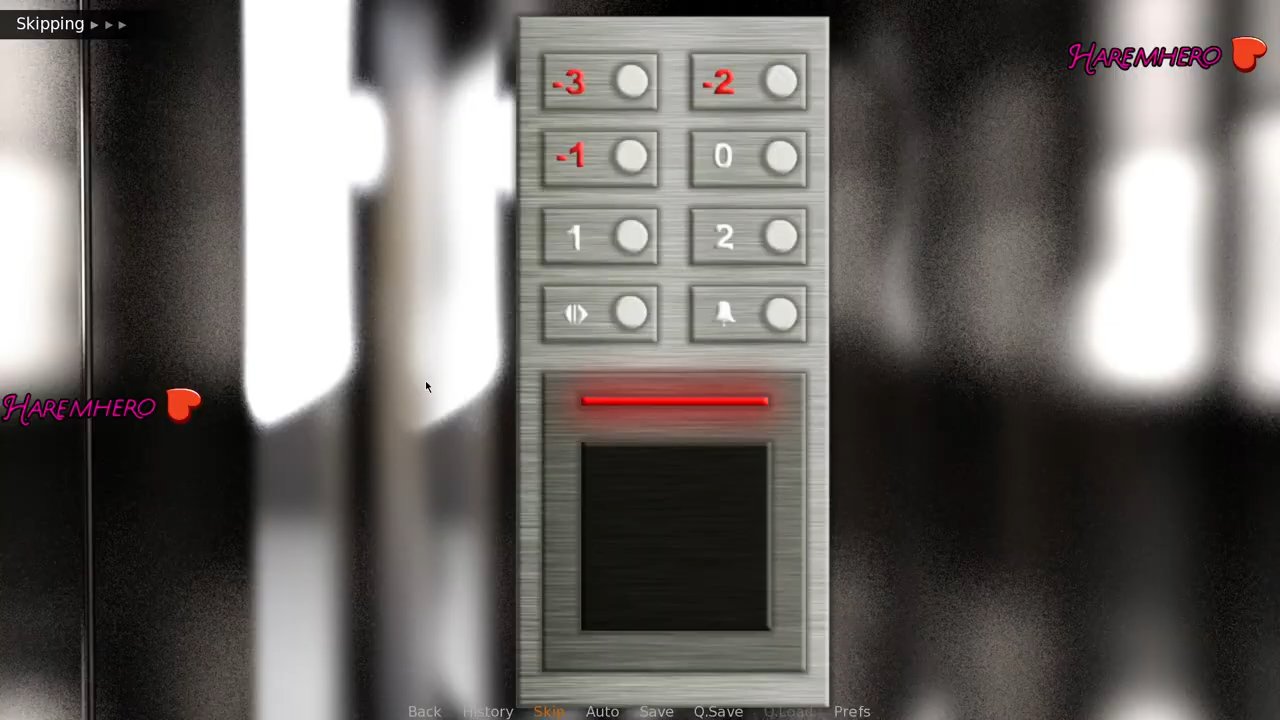 Skipping ▸ ▸ ▸
HAREMHERO
-3
-2
-1
0
1
2
HAREMHERO
Back History Skip Auto Save Q.Save Q.Load Prefs